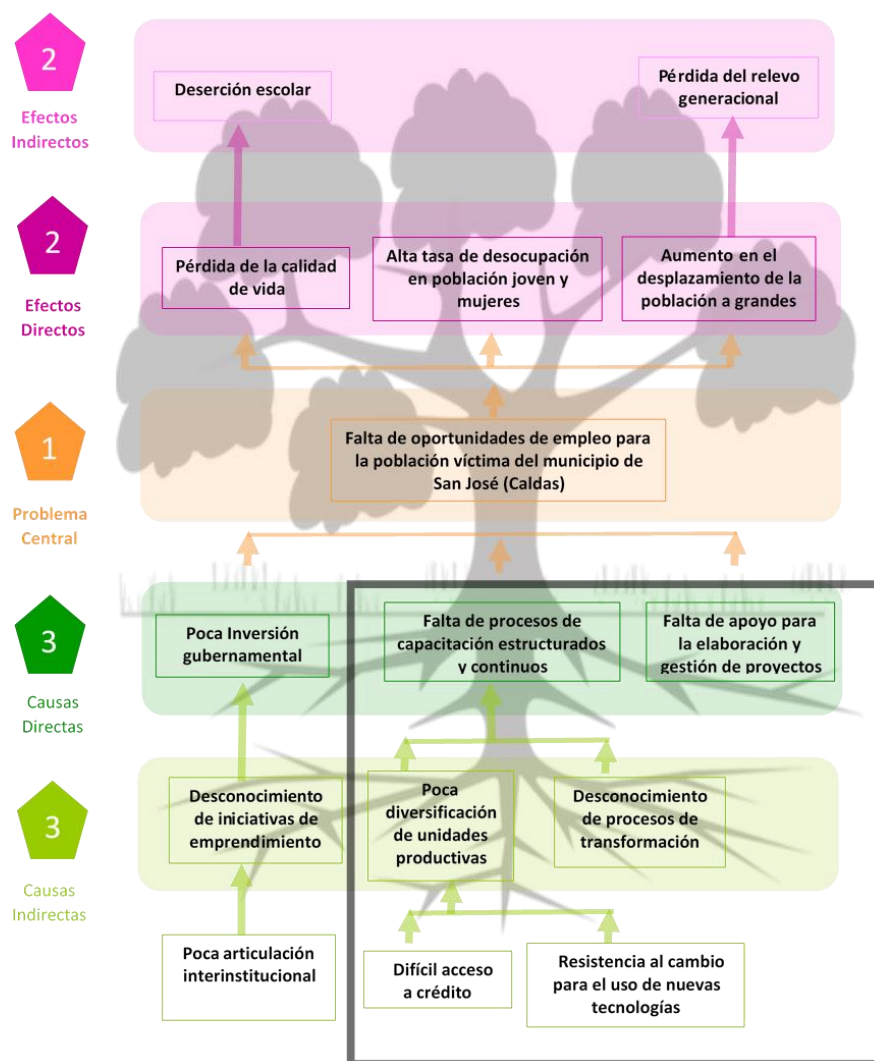 2
Efectos
Indirectos
Deserción escolar
Pérdida del relevo
generacional
2
Efectos
Directos
Pérdida de la calidad
de vida
Alta tasa de desocupación
en población joven y
mujeres
Aumento en el
desplazamiento de la
población a grandes
1
Problema
Central
Falta de oportunidades de empleo para
la población víctima del municipio de
San José (Caldas)
3
Causas
Directas
Poca Inversión
gubernamental
Falta de procesos de
capacitación estructurados
y continuos
Falta de apoyo para
la elaboración y
gestión de proyectos
3
Causas
Indirectas
Desconocimiento
de iniciativas de
emprendimiento
Poca
diversificación
de unidades
productivas
Desconocimiento
de procesos de
transformación
Poca articulación
interinstitucional
Difícil acceso
a crédito
Resistencia al cambio
para el uso de nuevas
tecnologías